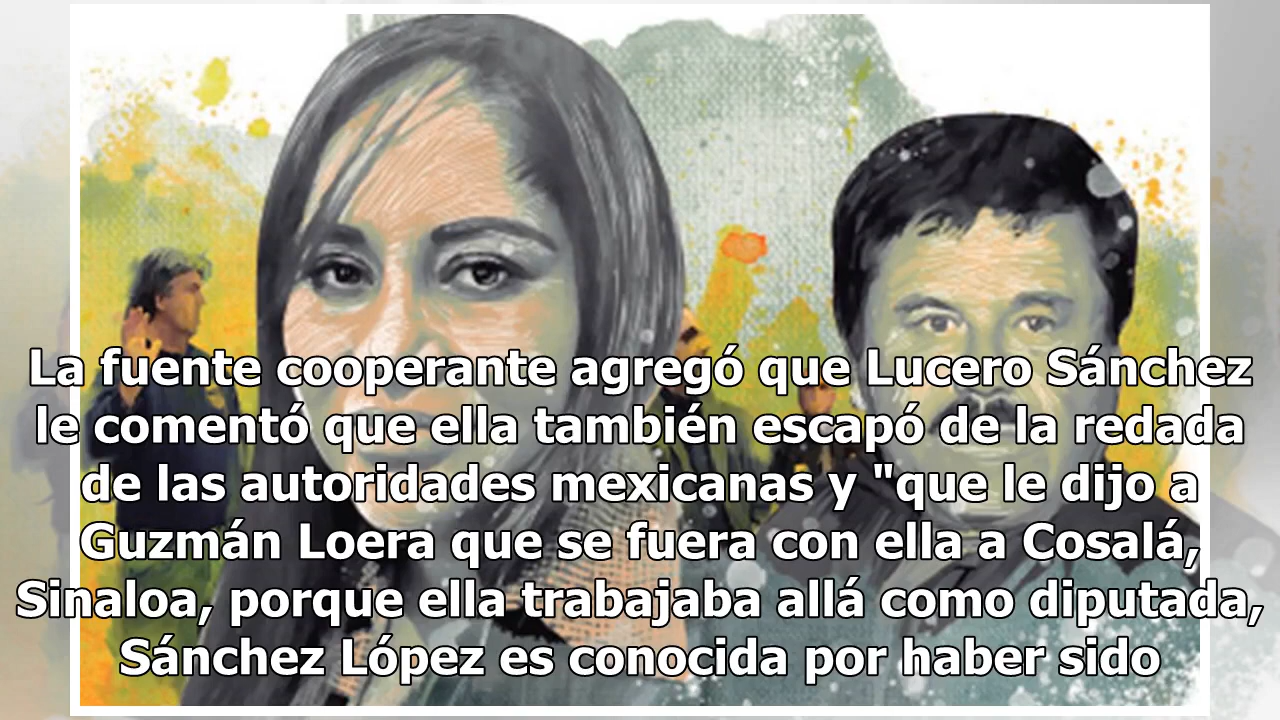 La fuente cooperante agregó que Lucero Sánchez
le comentó que ella también escapó de la redada
de las autoridades mexicanas y "que le dijo a
Guzmán Loera que se fuera con ella a Cosalá,
Sinaloa, porque ella trabajaba allá como diputada,
Sánchez López es conocida por haber sido